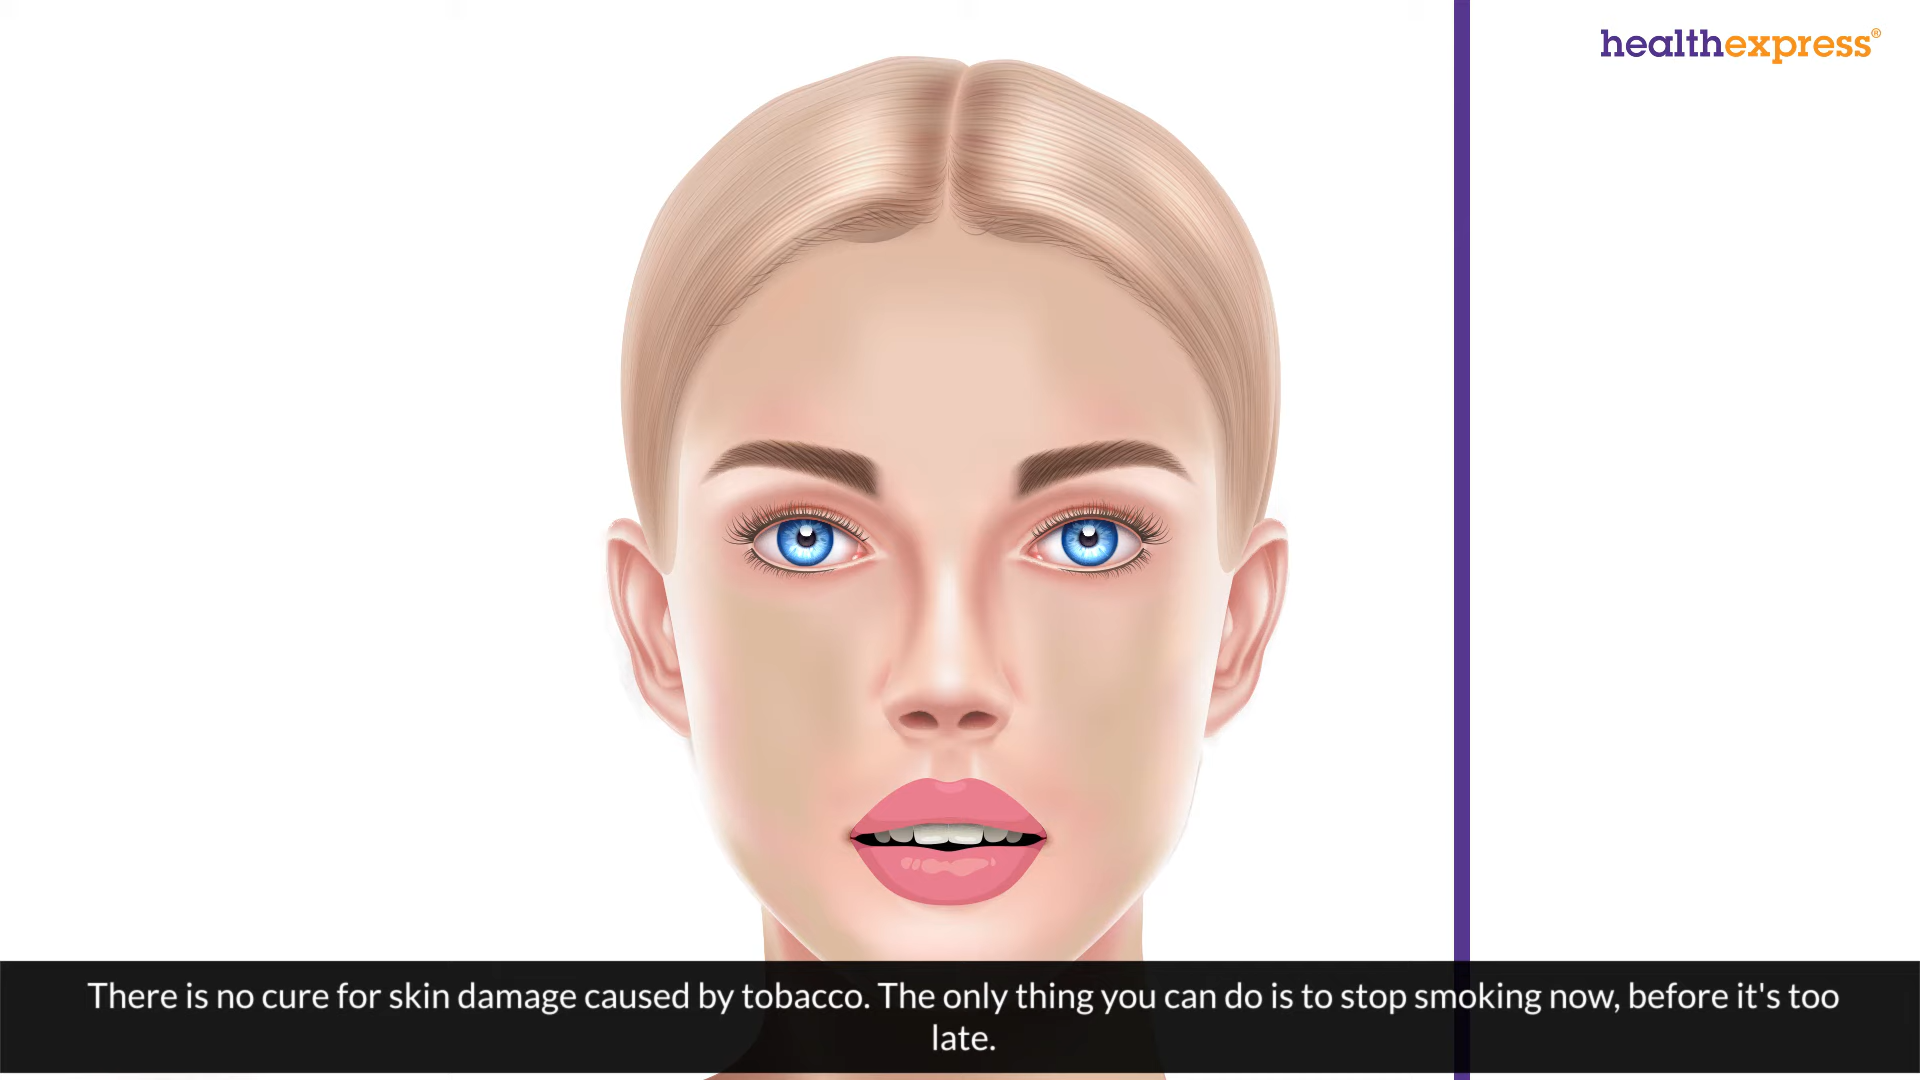 healthexpress®
There is no cure for skin damage caused by tobacco. The only thing you can do is to stop smoking now, before it's too
late.